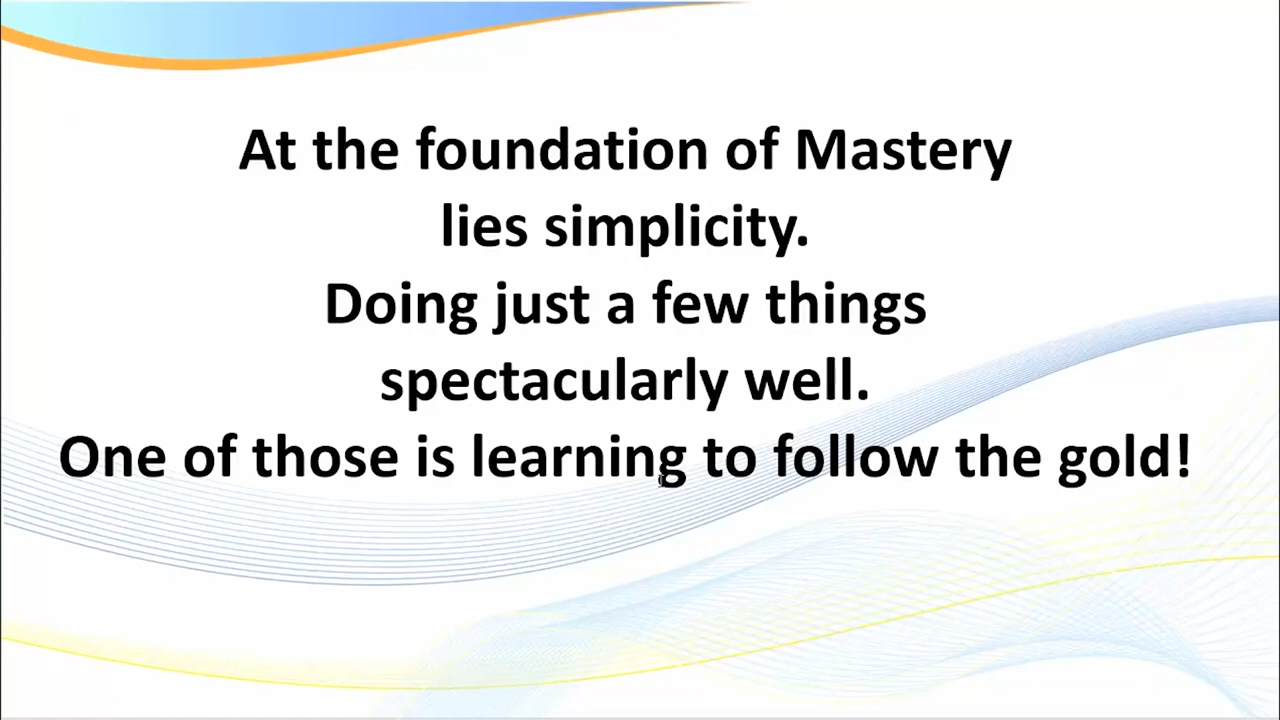 At the foundation of Mastery
lies simplicity.
Doing just a few things
spectacularly well.
One of those is learning to follow the gold!